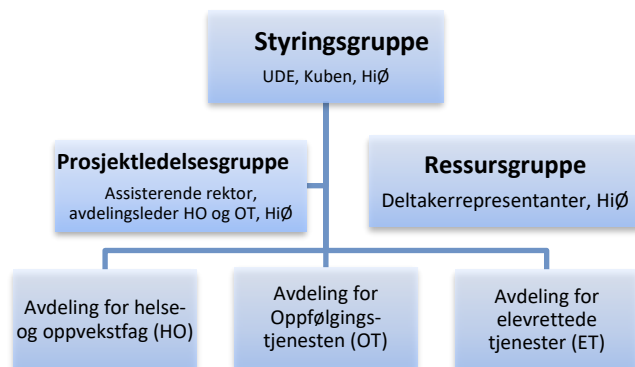 Styringsgruppe
UDE, Kuben, HiØ
Prosjektledelsesgruppe
Assisterende rektor,
avdelingsleder HO og OT, HiØ
Ressursgruppe
Deltakerrepresentanter, HiØ
Avdeling for helse-
og oppvekstfag (HO)
Avdeling for
Oppfølgings-
tjenesten (OT)
Avdeling for
elevrettede
tjenester (ET)